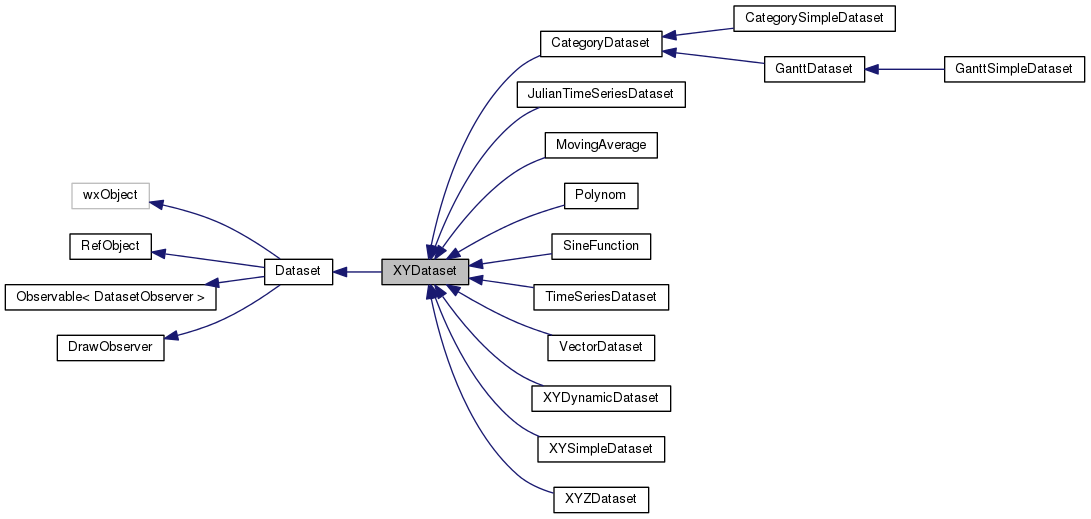 wxObject
RefObject
Observable< DatasetObserver >
DrawObserver
Dataset
XYDataset
CategoryDataset
JulianTimeSeriesDataset
MovingAverage
Polynom
SineFunction
TimeSeriesDataset
VectorDataset
XYDynamicDataset
XYSimpleDataset
XYZDataset
CategorySimpleDataset
GanttDataset
GanttSimpleDataset